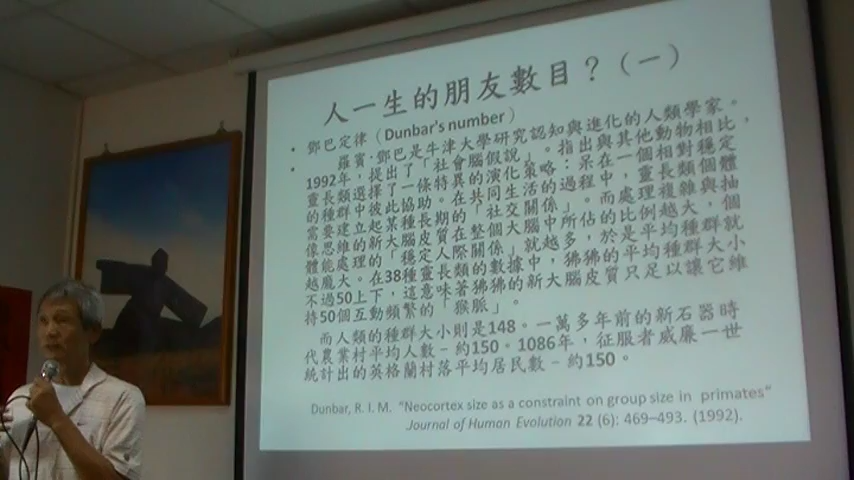 人一生的朋友數目？（一）
• 鄧巴定律（Dunbar's number）
• 羅賓·鄧巴是牛津大學研究認知與進化的人類學家。
1992年，提出了「社會腦假說」。指出與其他動物相比，
靈長類選擇了一條特異的演化策略：呆在一個相對穩定
的種群中彼此協助。在共同生活的過程中，靈長類個體
需要建立起某種長期的「社交關係」。而處理複雜與抽
像思維的新大腦皮質在整個大腦中所佔的比例越大，個
體能處理的「穩定人際關係」就越多，於是平均種群就
越龐大。在38種靈長類的數據中，狒狒的平均種群大小
不過50上下，這意味著狒狒的新大腦皮質只足以讓它維
持50個互動頻繁的「猴脈」。
而人類的種群大小則是148。一萬多年前的新石器時
代農業村平均人數–約150。1086年，征服者威廉一世
統計出的英格蘭村落平均居民數–約150。
Dunbar, R. I. M. "Neocortex size as a constraint on group size in primates"
Journal of Human Evolution 22 (6): 469–493. (1992).